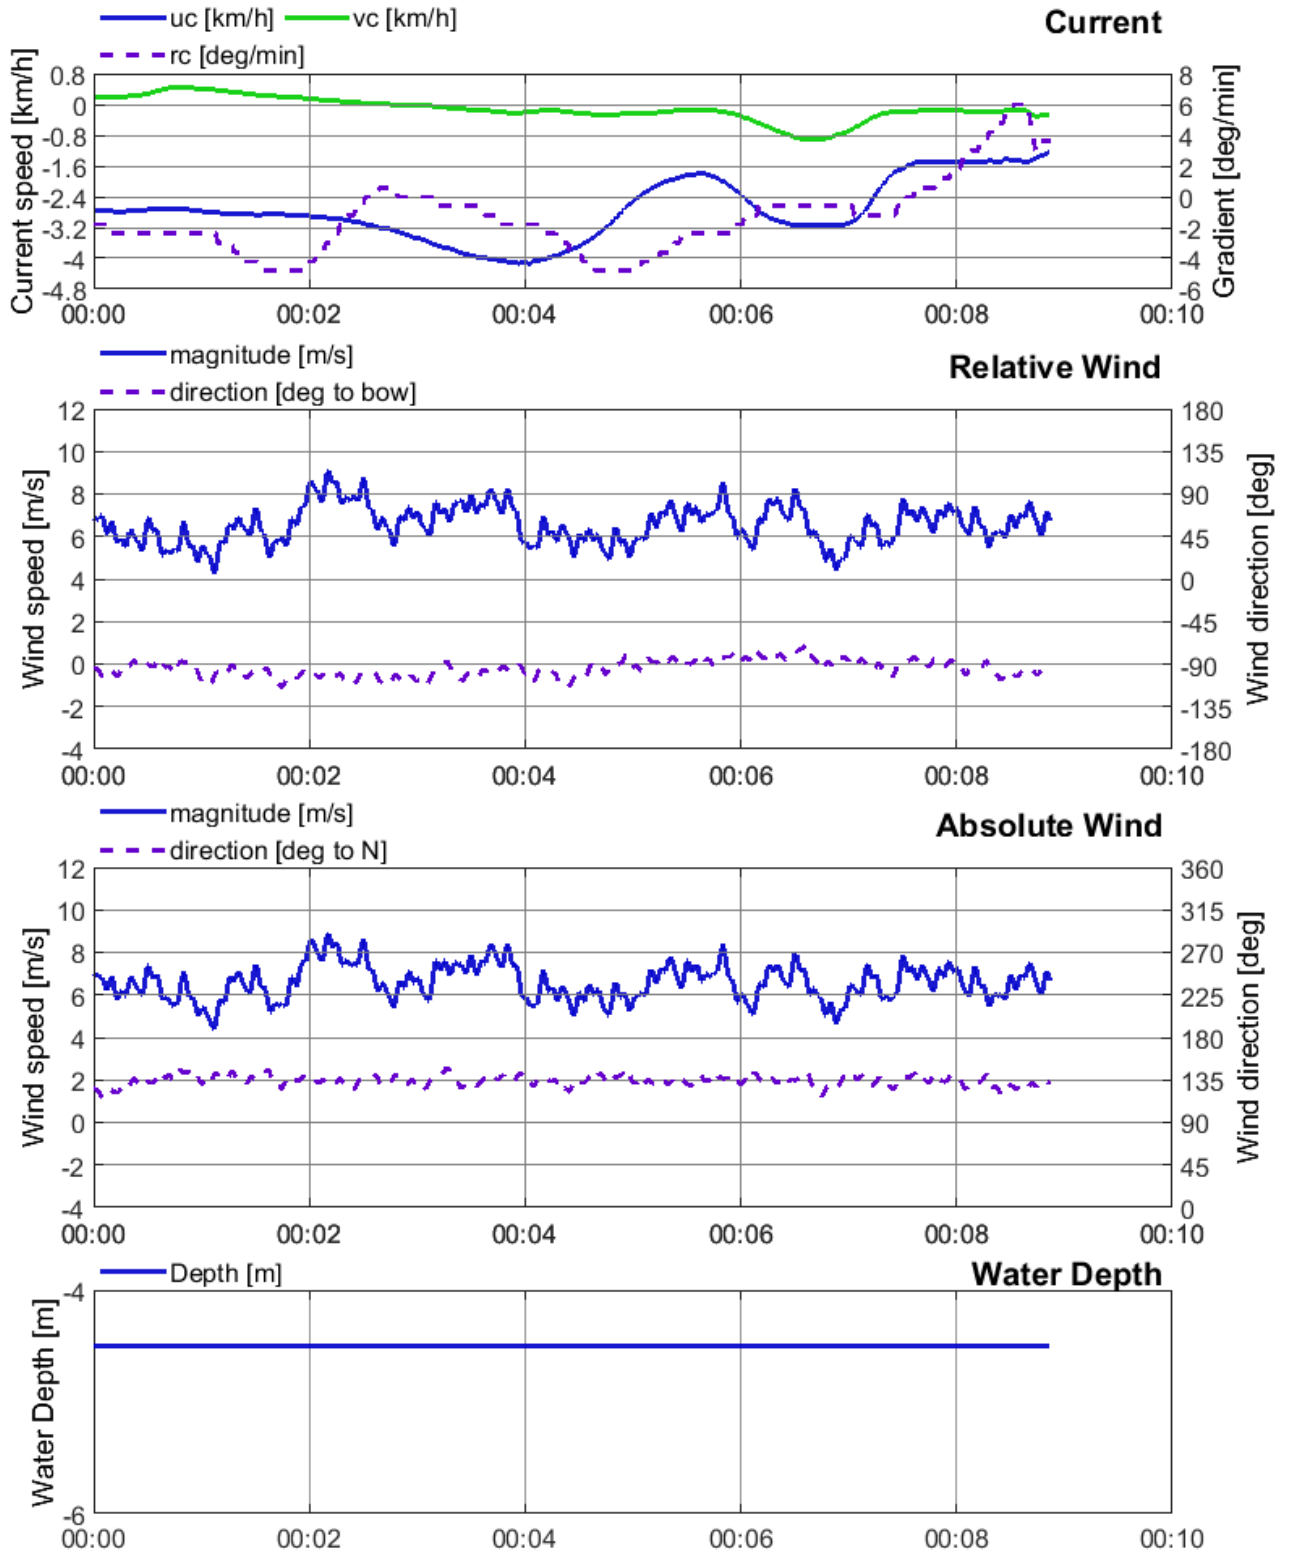 uc [km/h] vc [km/h]
Current
rc [deg/min]
Current speed [km/h]
0.8
0
-0.8
-1.6
-2.4
-3.2
-4
-4.8
8
6
4
2
0
-2
-4
-6
Gradient [deg/min]
00:00 00:02 00:04 00:06 00:08 00:10
magnitude [m/s]
Relative Wind
direction [deg to bow]
Wind speed [m/s]
12
10
8
6
4
2
0
-2
-4
180
135
90
45
0
-45
-90
-135
-180
Wind direction [deg]
00:00 00:02 00:04 00:06 00:08 00:10
magnitude [m/s]
Absolute Wind
direction [deg to N]
Wind speed [m/s]
12
10
8
6
4
2
0
-2
-4
360
315
270
225
180
135
90
45
0
Wind direction [deg]
00:00 00:02 00:04 00:06 00:08 00:10
Depth [m]
Water Depth
Water Depth [m]
-4
-6
00:00 00:02 00:04 00:06 00:08 00:10